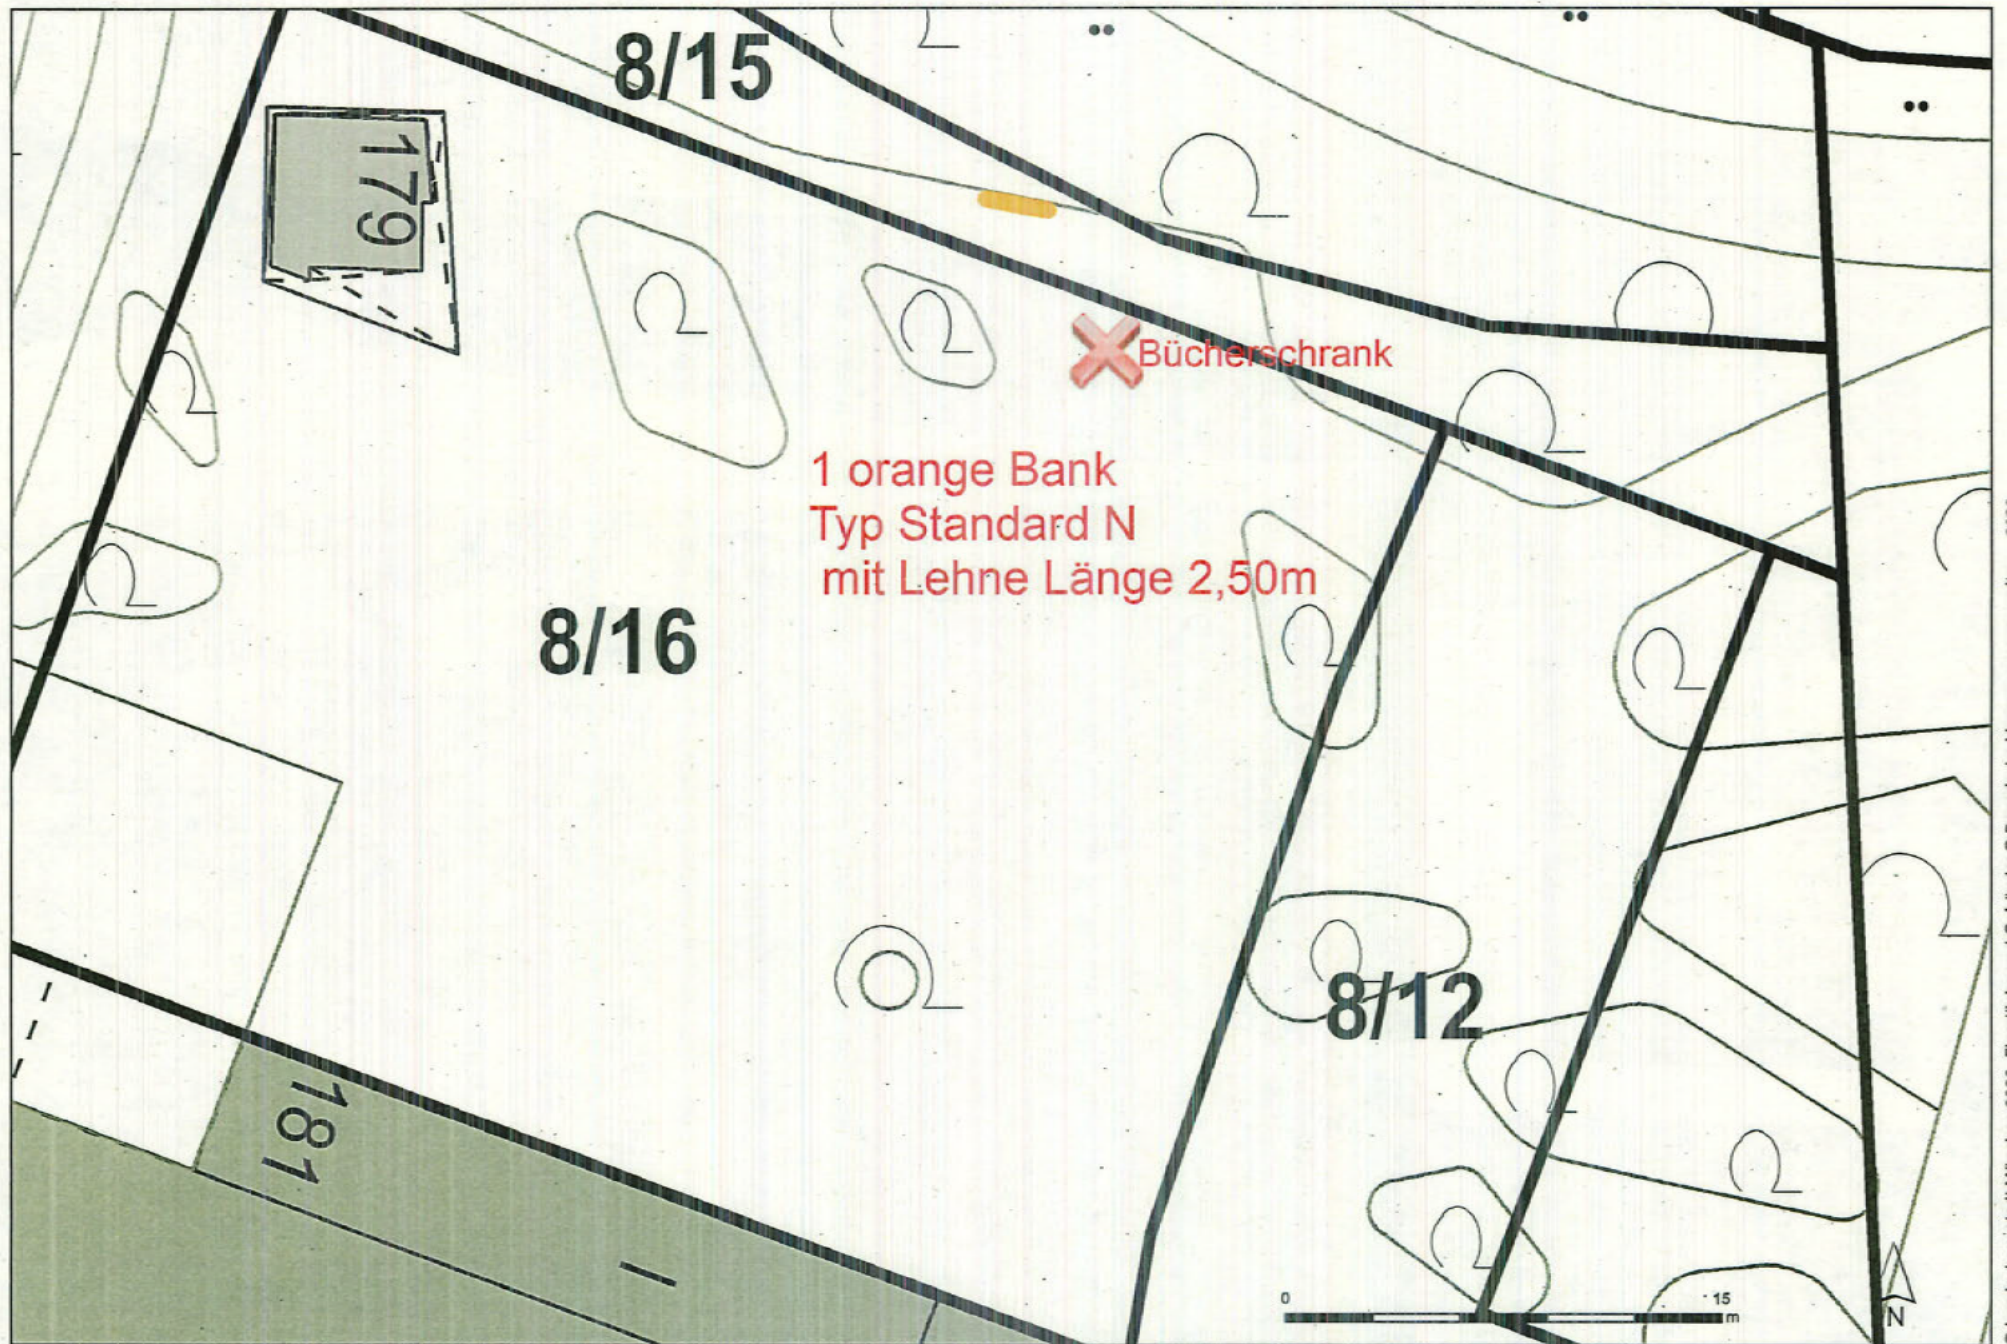 8/15
179
Bücherschrank
1 orange Bank
Typ Standard N
mit Lehne Länge 2,50m
8/16
8/12
181
I
0
15
m
N